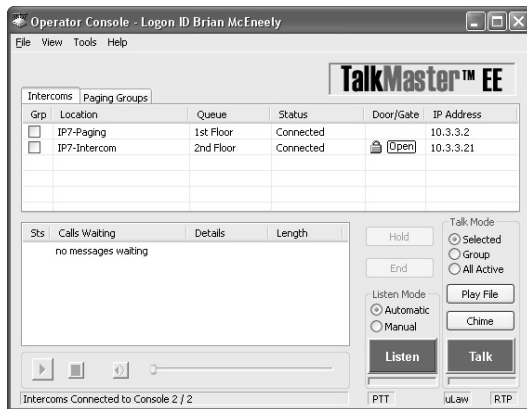 Operator Console - Logon ID Brian McEneely
File View Tools Help
TalkMaster™ EE
Intercoms Paging Groups
Grp Location Queue Status Door/Gate IP Address
IP7-Paging 1st Floor Connected 10.3.3.2
IP7-Intercom 2nd Floor Connected Open 10.3.3.21
Sts Calls Waiting Details Length
no messages waiting
Hold
End
Talk Mode
Selected
Group
All Active
Listen Mode
Automatic
Manual
Play File
Chime
Listen
Talk
Intercoms Connected to Console 2 / 2
PTT
uLaw
RTP